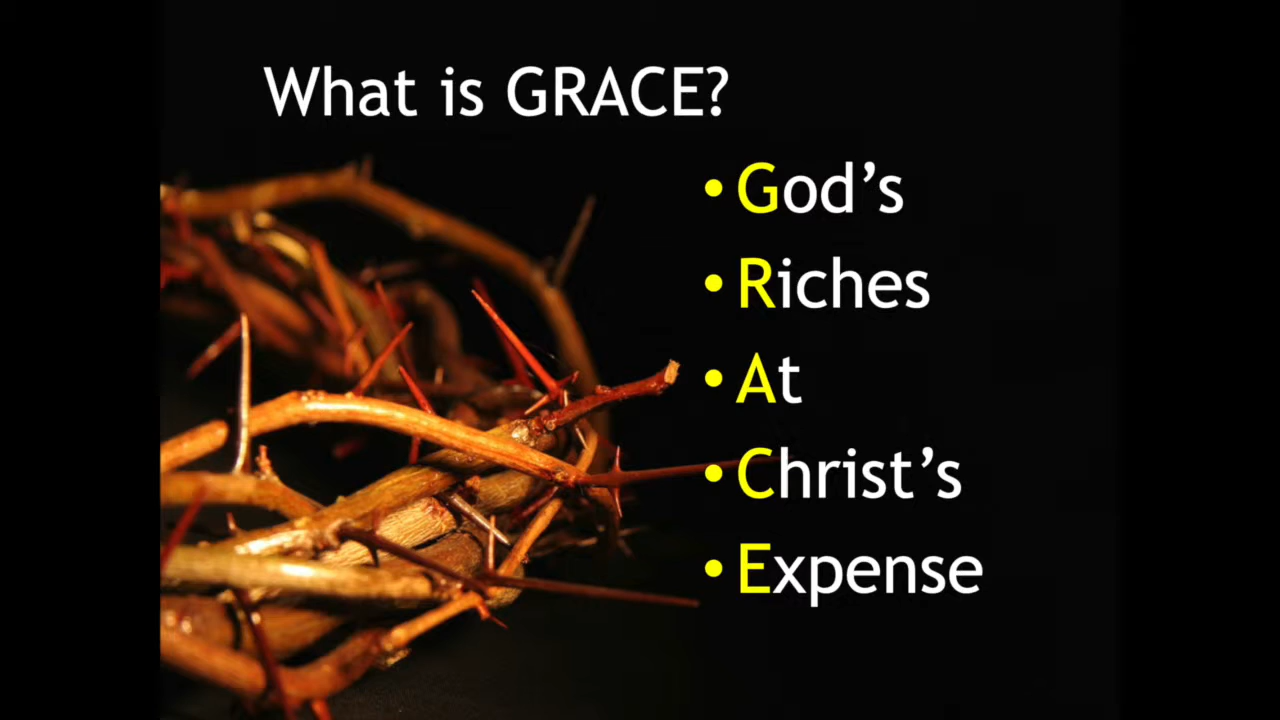 What is GRACE?
• God’s
• Riches
• At
• Christ’s
• Expense